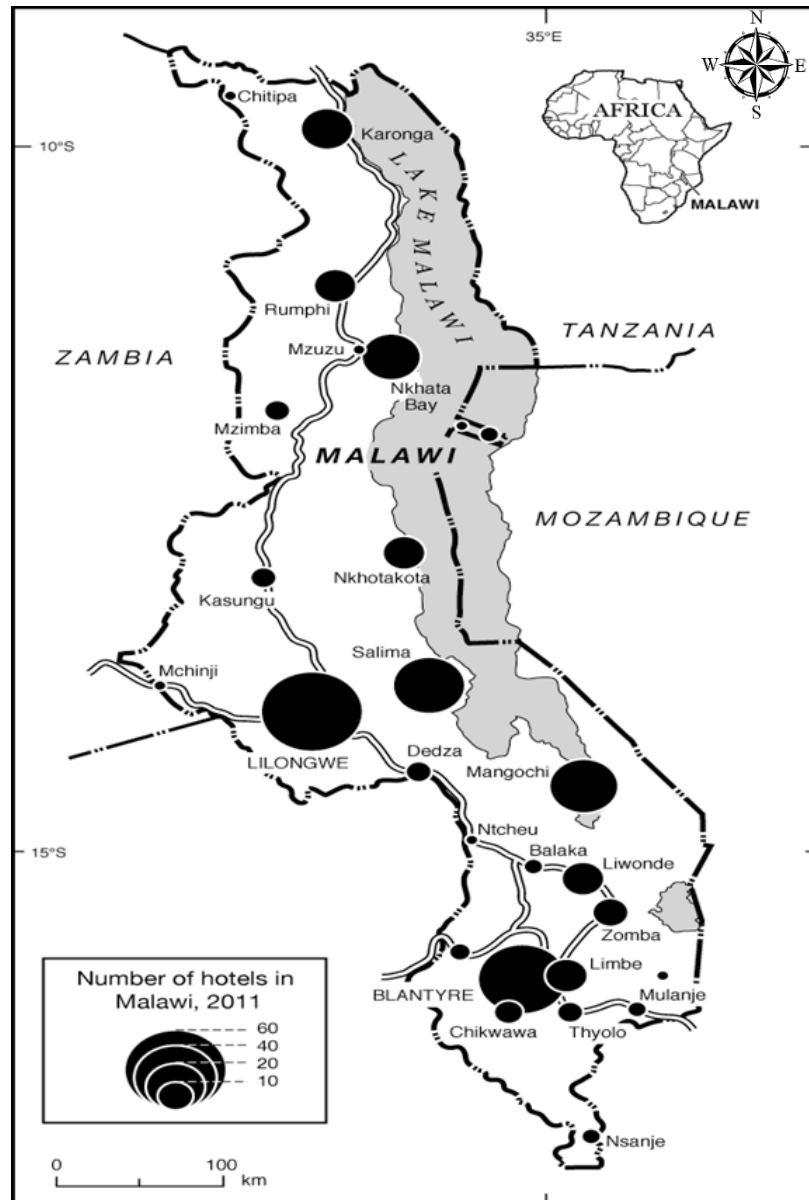 35°E
N
W
E
S
Chitipa
AFRICA
Karonga
10°S
LAKE MALAWI
MALAWI
Rumphi
TANZANIA
Mzuzu
ZAMBIA
Nkhata
Bay
Mzimba
MALAWI
MOZAMBIQUE
Nkhotakota
Kasungu
Salima
Mchinji
Dedza
LILONGWE
Mangochi
Ntcheu
15°S
Balaka
Liwonde
Zomba
Limbe
BLANTYRE
Mulanje
Chikwawa
Thyolo
Number of hotels in
Malawi, 2011
60
40
20
10
Nsanje
0
100
km